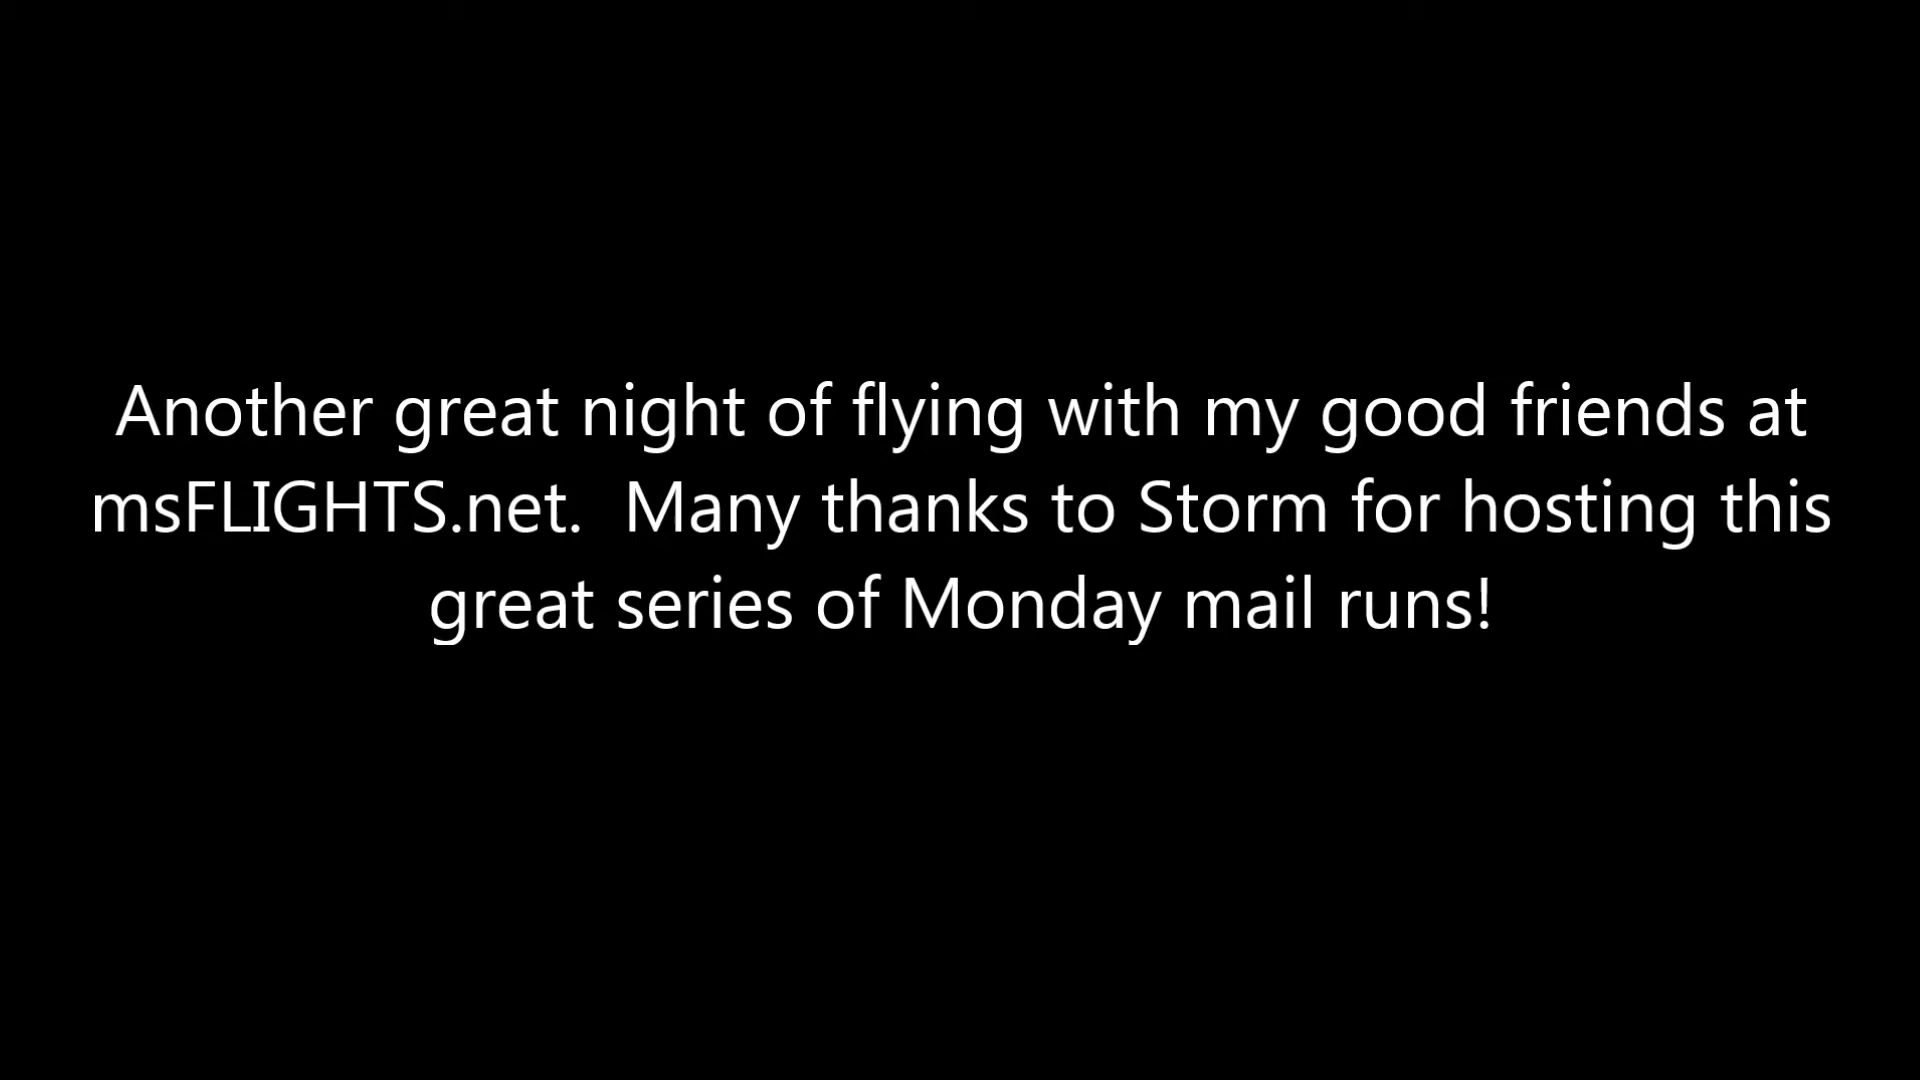 Another great night of flying with my good friends at
msFLIGHTS.net.  Many thanks to Storm for hosting this
great series of Monday mail runs!